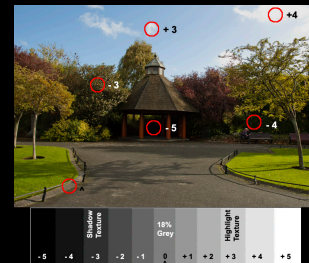 +4
+ 3
- 3
- 4
- 5
Shadow
Texture
18%
Grey
Highlight
Texture
- 5 - 4 - 3 - 2 - 1 0 + 1 + 2 + 3 + 4 + 5